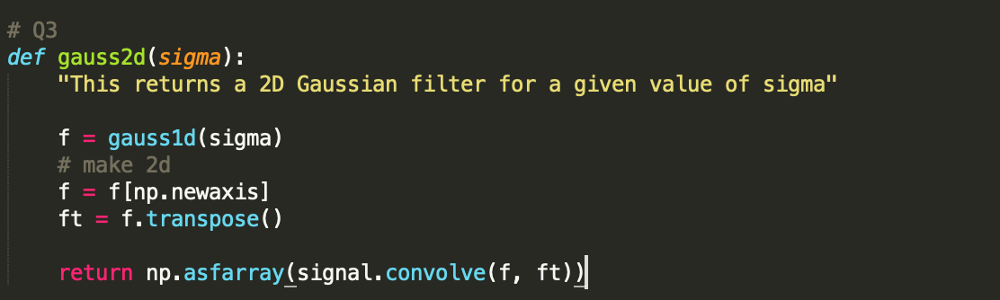 # Q3
def gauss2d(sigma):
"This returns a 2D Gaussian filter for a given value of sigma"
f = gauss1d(sigma)
# make 2d
f = f[np.newaxis]
ft = f.transpose()
return np.asfarray(signal.convolve(f, ft))